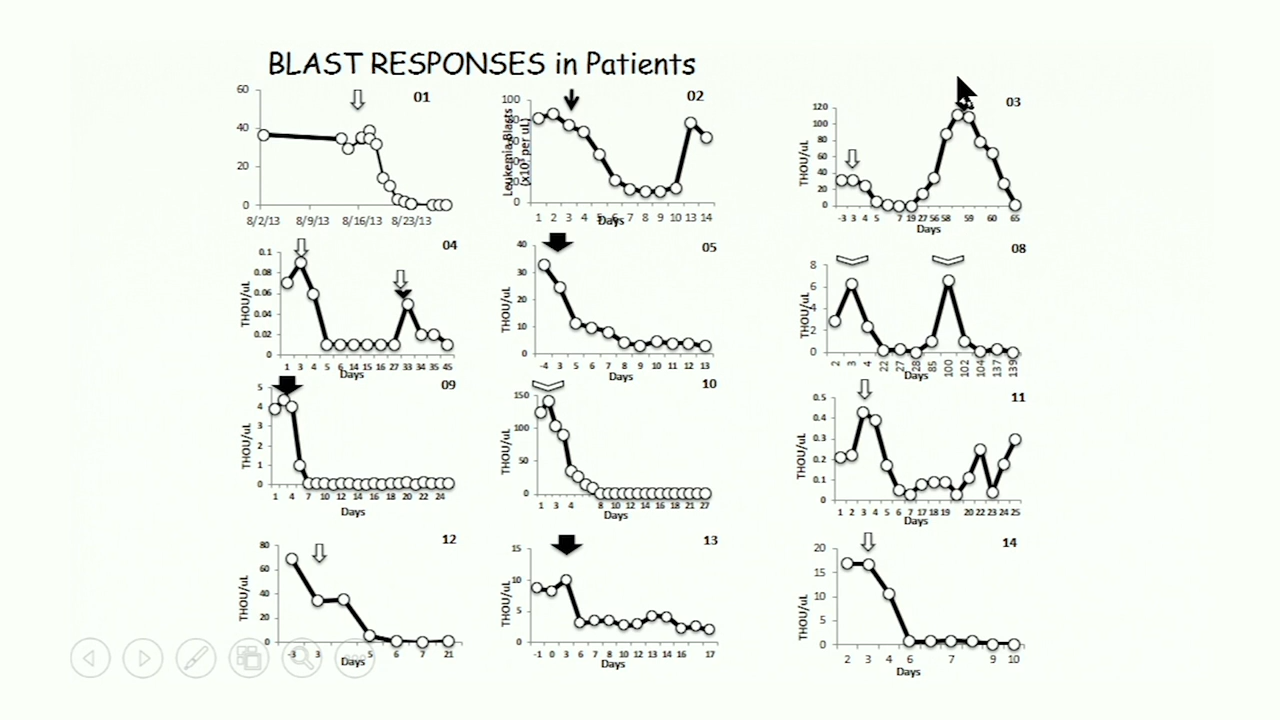 BLAST RESPONSES in Patients
01
60
40
20
0
8/2/13 8/9/13 8/16/13 8/23/13
02
Leukemia Blasts
100
80
60
0
1 2 3 4 5 6 7 8 9 10 13 14
Days
03
THOU/uL
120
100
80
60
40
20
0
-3 3 4 5 7 19 27 56 58 59 60 65
Days
04
THOU/uL
0.1
0.08
0.06
0.04
0.02
0
1 3 4 5 6 14 15 16 27 33 34 35 45
Days
05
THOU/uL
40
30
20
10
0
-4 3 5 6 7 8 9 10 11 12 13
Days
08
THOU/uL
8
6
4
2
0
2 3 4 22 27 28 85 100 102 104 137 139
Days
09
THOU/uL
5
4
3
2
1
0
1 4 7 10 12 14 16 18 20 22 24
Days
10
THOU/uL
150
100
50
0
1 3 4 8 10 12 14 16 18 21 27
Days
11
THOU/uL
0.5
0.4
0.3
0.2
0.1
0
1 2 3 4 5 6 7 17 18 19 20 22 23 24 25
Days
12
THOU/uL
80
60
40
20
0
-3 3 5 6 7 21
Days
13
THOU/uL
15
10
5
0
-1 0 3 6 7 8 10 12 13 14 16 17
Days
14
THOU/uL
20
15
10
5
0
2 3 4 6 7 9 10
Days